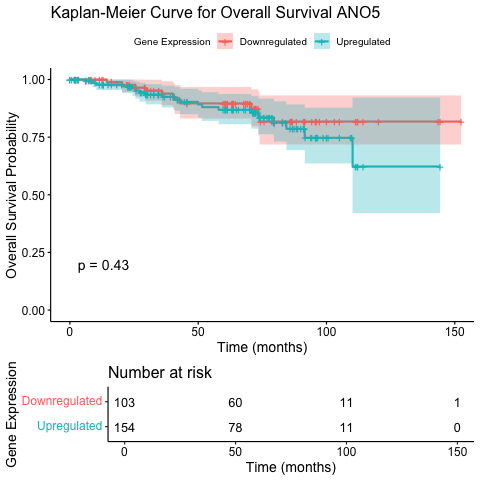 Kaplan-Meier Curve for Overall Survival ANO5
Gene Expression Downregulated Upregulated
1.00
0.75
0.50
0.25
0.00
Overall Survival Probability
p = 0.43
0 50 100 150
Time (months)
Number at risk
Gene Expression
Downregulated 103 60 11 1
Upregulated 154 78 11 0
0 50 100 150
Time (months)